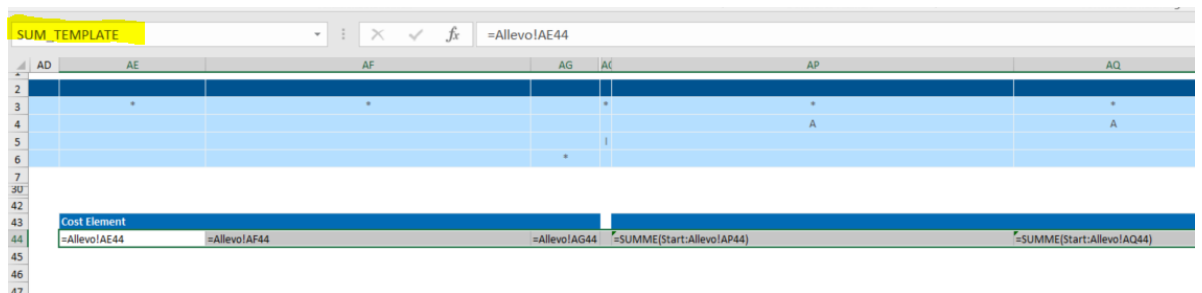 SUM_TEMPLATE fx =Allevo!AE44
AD AE AF AG AP AQ
2
3 * * * * *
4 A A
5 I
6 *
7
30
42
43 Cost Element
44 =Allevo!AE44 =Allevo!AF44 =Allevo!AG44 =SUMME(Start:Allevo!AP44) =SUMME(Start:Allevo!AQ44)
45
46
47